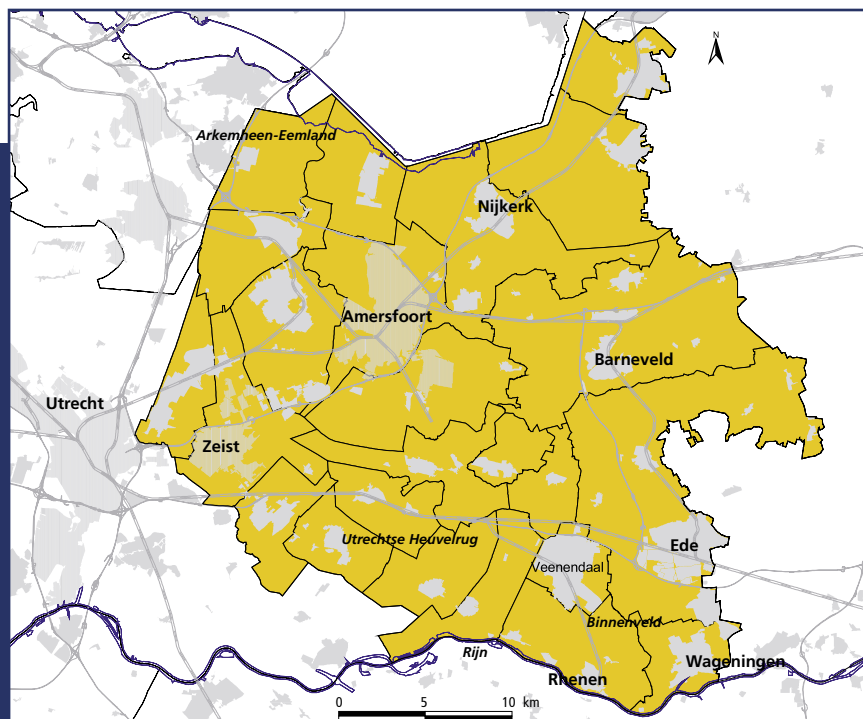 N
Arkemheen-Eemland
Nijkerk
Amersfoort
Barneveld
Utrecht
Zeist
Utrechtse Heuvelrug
Ede
Veenendaal
Binnenveld
Rijn
Wageningen
Rhenen
0 5 10 km